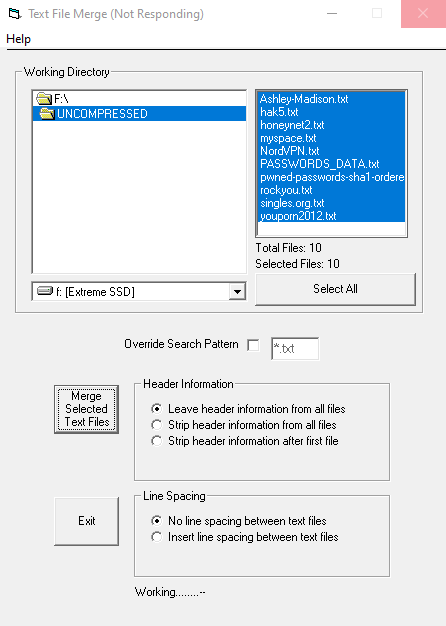 Text File Merge (Not Responding)
Help
Working Directory
F:\
UNCOMPRESSED
Ashley-Madison.txt
hak5.txt
honeynet2.txt
myspace.txt
NordVPN.txt
PASSWORDS_DATA.txt
pwned-passwords-sha1-ordere
rockyou.txt
singles.org.txt
youporn2012.txt
Total Files: 10
Selected Files: 10
f: [Extreme SSD]
Select All
Override Search Pattern
*.txt
Merge
Selected
Text Files
Header Information
Leave header information from all files
Strip header information from all files
Strip header information after first file
Exit
Line Spacing
No line spacing between text files
Insert line spacing between text files
Working........--